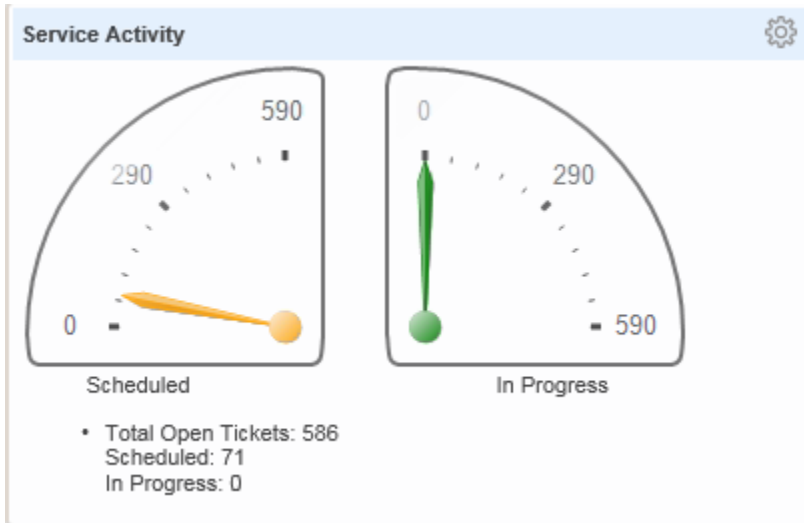 Service Activity
590
290
0
Scheduled
0
290
590
In Progress
• Total Open Tickets: 586
Scheduled: 71
In Progress: 0